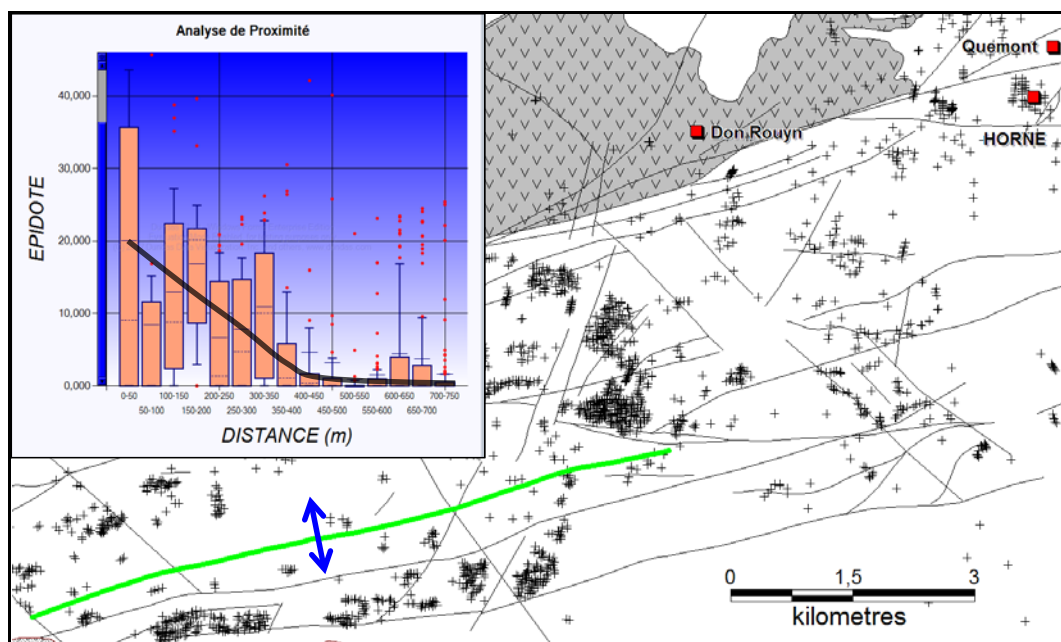 Analyse de Proximité
EPIDOTE
40,000
30,000
20,000
10,000
0,000
0-50
100-150
200-250
300-350
400-450
500-550
600-650
700-750
50-100
150-200
250-300
350-400
450-500
550-600
650-700
DISTANCE (m)
Quemont
Don Rouyn
HORNE
0 1,5 3
kilometres